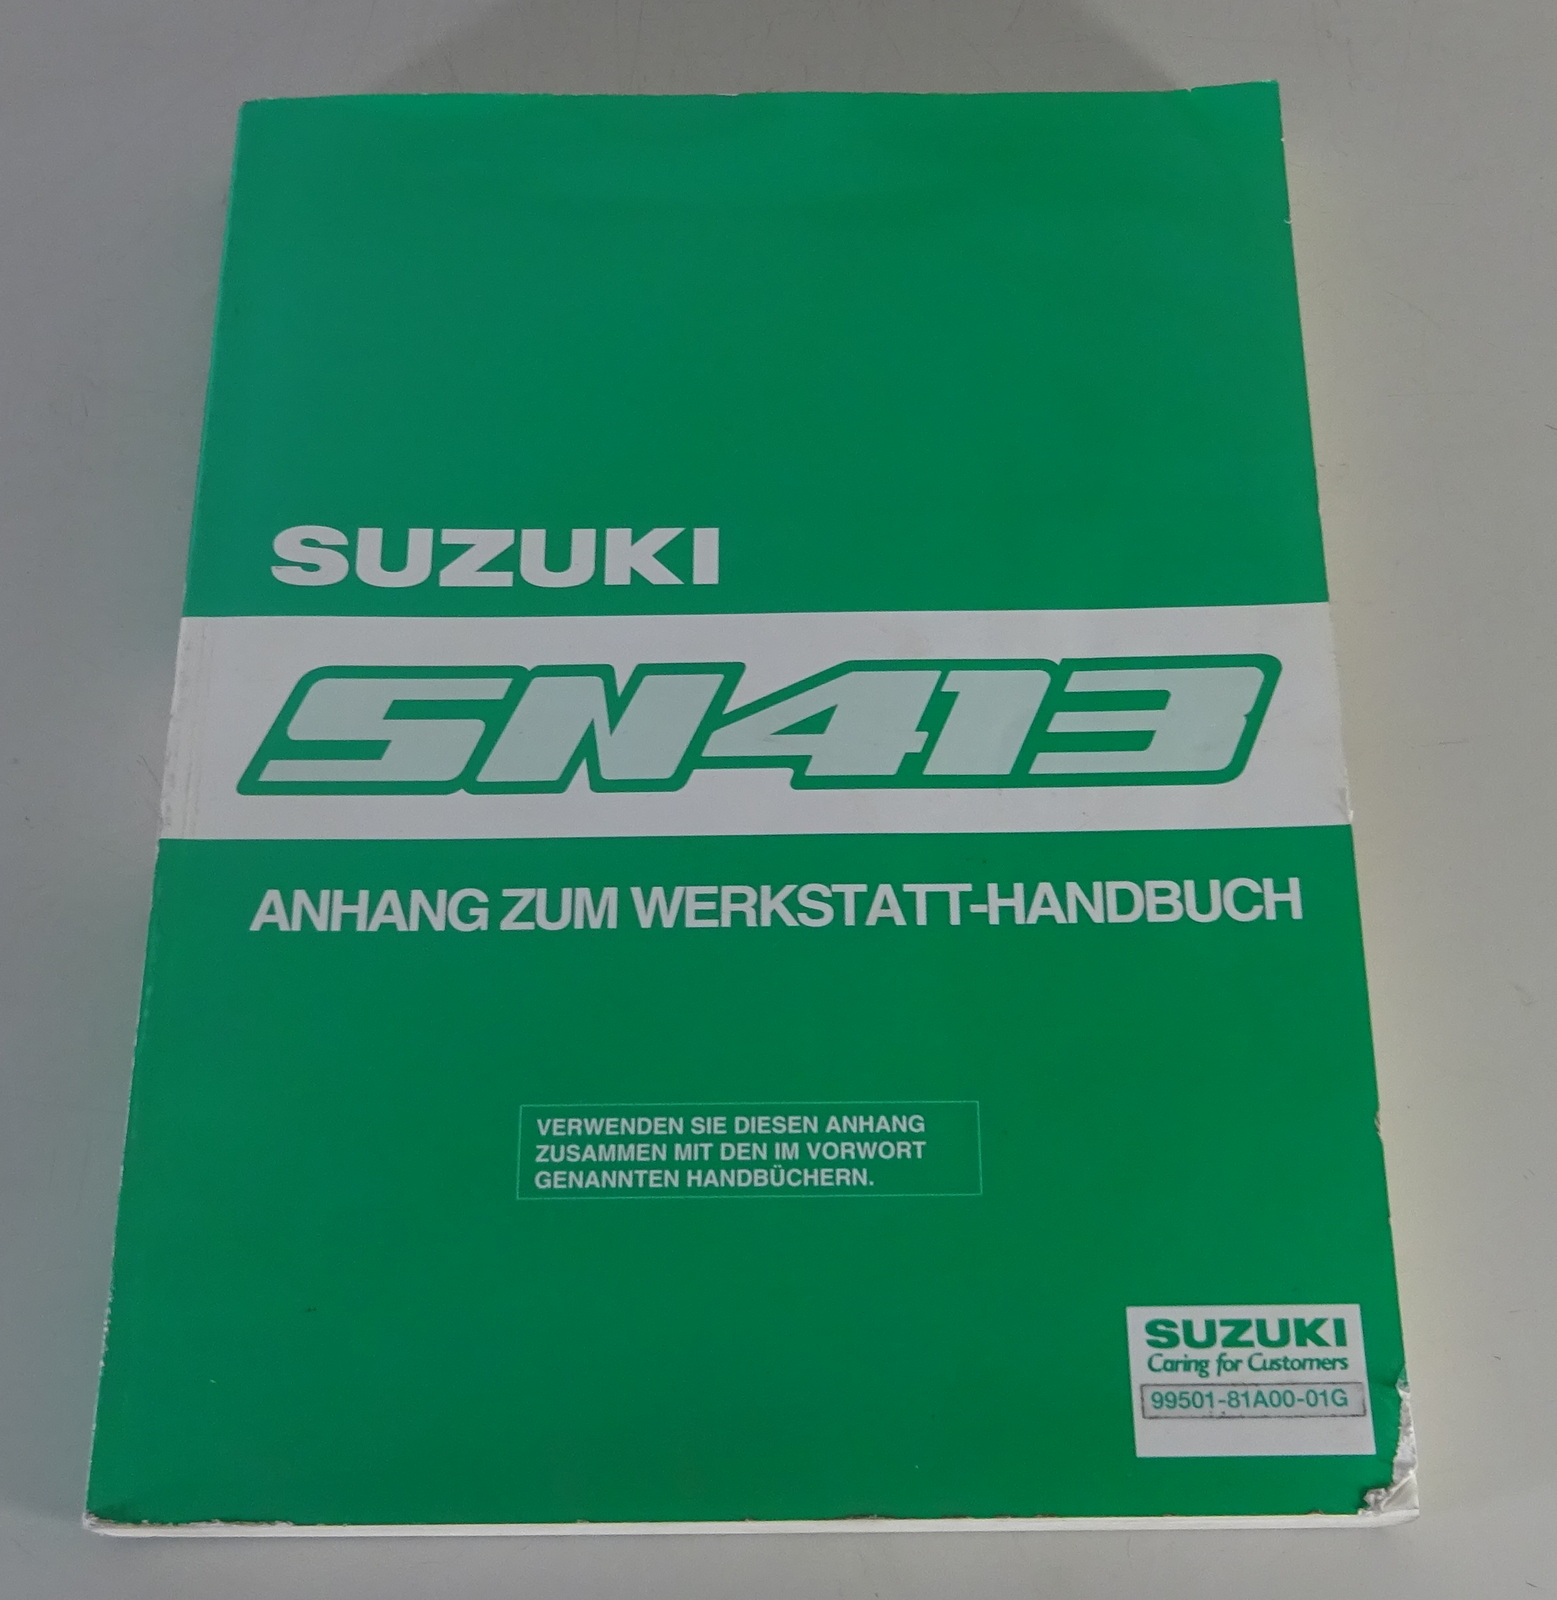 SUZUKI
SN413
ANHANG ZUM WERKSTATT-HANDBUCH
VERWENDEN SIE DIESEN ANHANG
ZUSAMMEN MIT DEN IM VORWORT
GENANNTEN HANDBÜCHERN.
SUZUKI
Caring for Customers
99501-81A00-01G